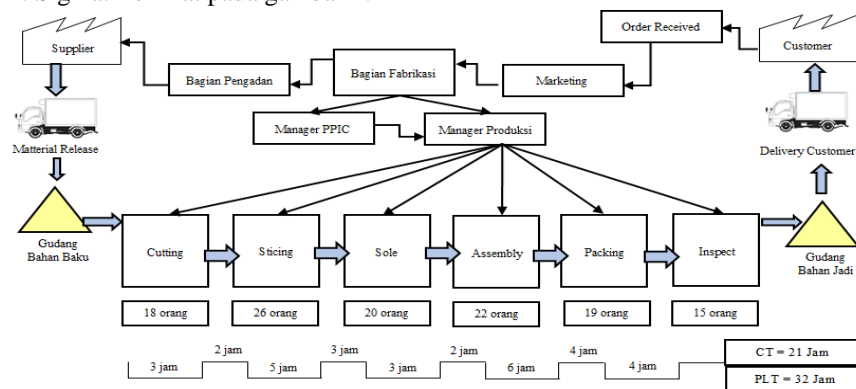 Order Received
Supplier
Customer
Bagian Pengadan
Bagian Fabrikasi
Marketing
Manager PPIC
Manager Produksi
Matterial Release
Delivery Customer
Gudang
Bahan Baku
Cutting
Sticing
Sole
Assembly
Packing
Inspect
Gudang
Bahan Jadi
18 orang
26 orang
20 orang
22 orang
19 orang
15 orang
2 jam
3 jam
2 jam
4 jam
3 jam
5 jam
3 jam
6 jam
4 jam
CT = 21 Jam
PLT = 32 Jam